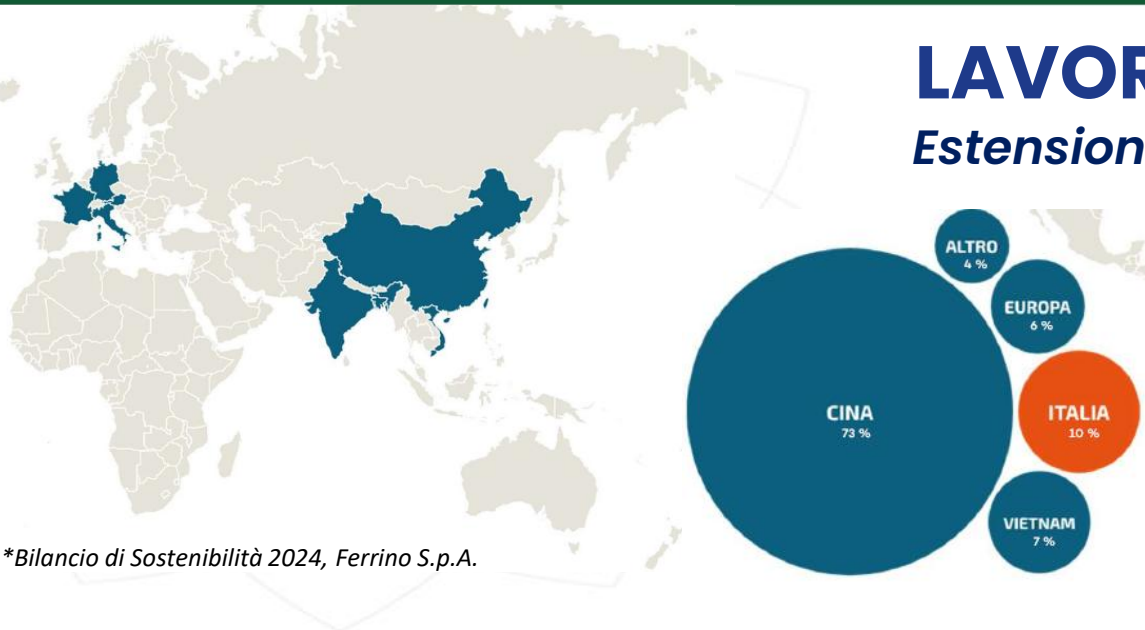 LAVOR
Estension
ALTRO
4 %
EUROPA
6 %
CINA
73 %
ITALIA
10 %
VIETNAM
7 %
*Bilancio di Sostenibilità 2024, Ferrino S.p.A.